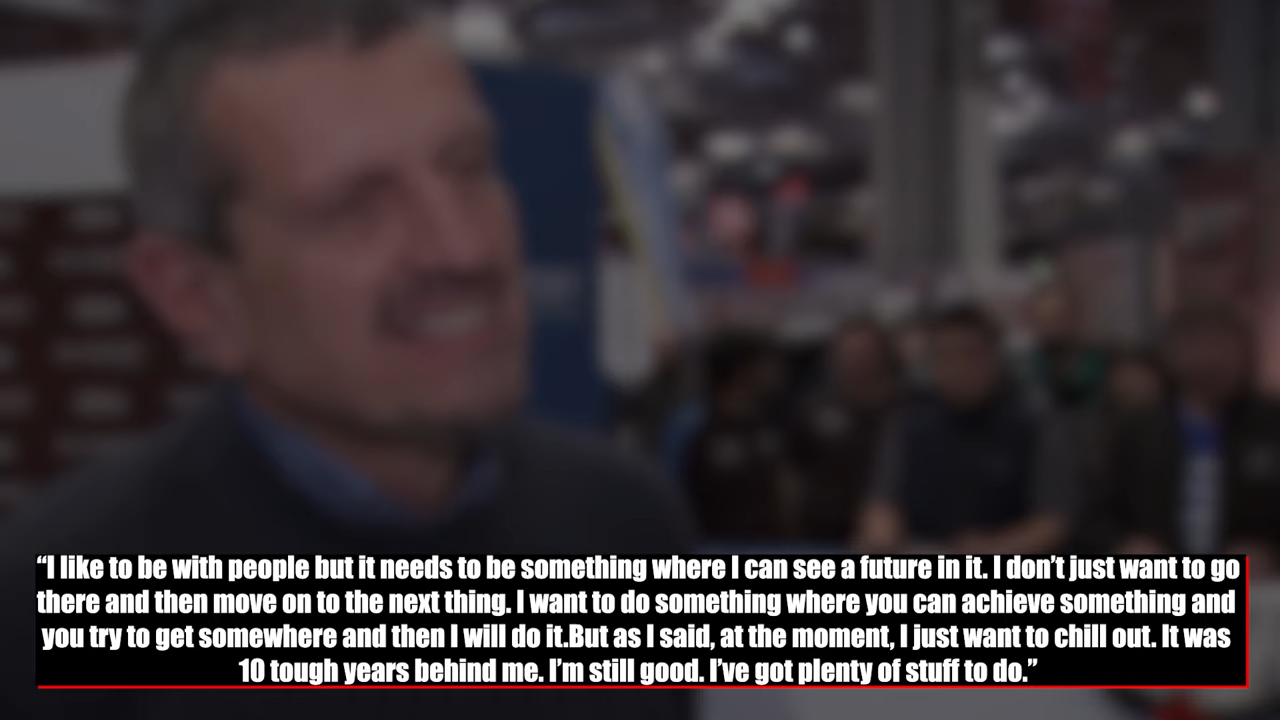 “I like to be with people but it needs to be something where I can see a future in it. I don’t just want to go
there and then move on to the next thing. I want to do something where you can achieve something and
you try to get somewhere and then I will do it.But as I said, at the moment, I just want to chill out. It was
10 tough years behind me. I’m still good. I’ve got plenty of stuff to do.”